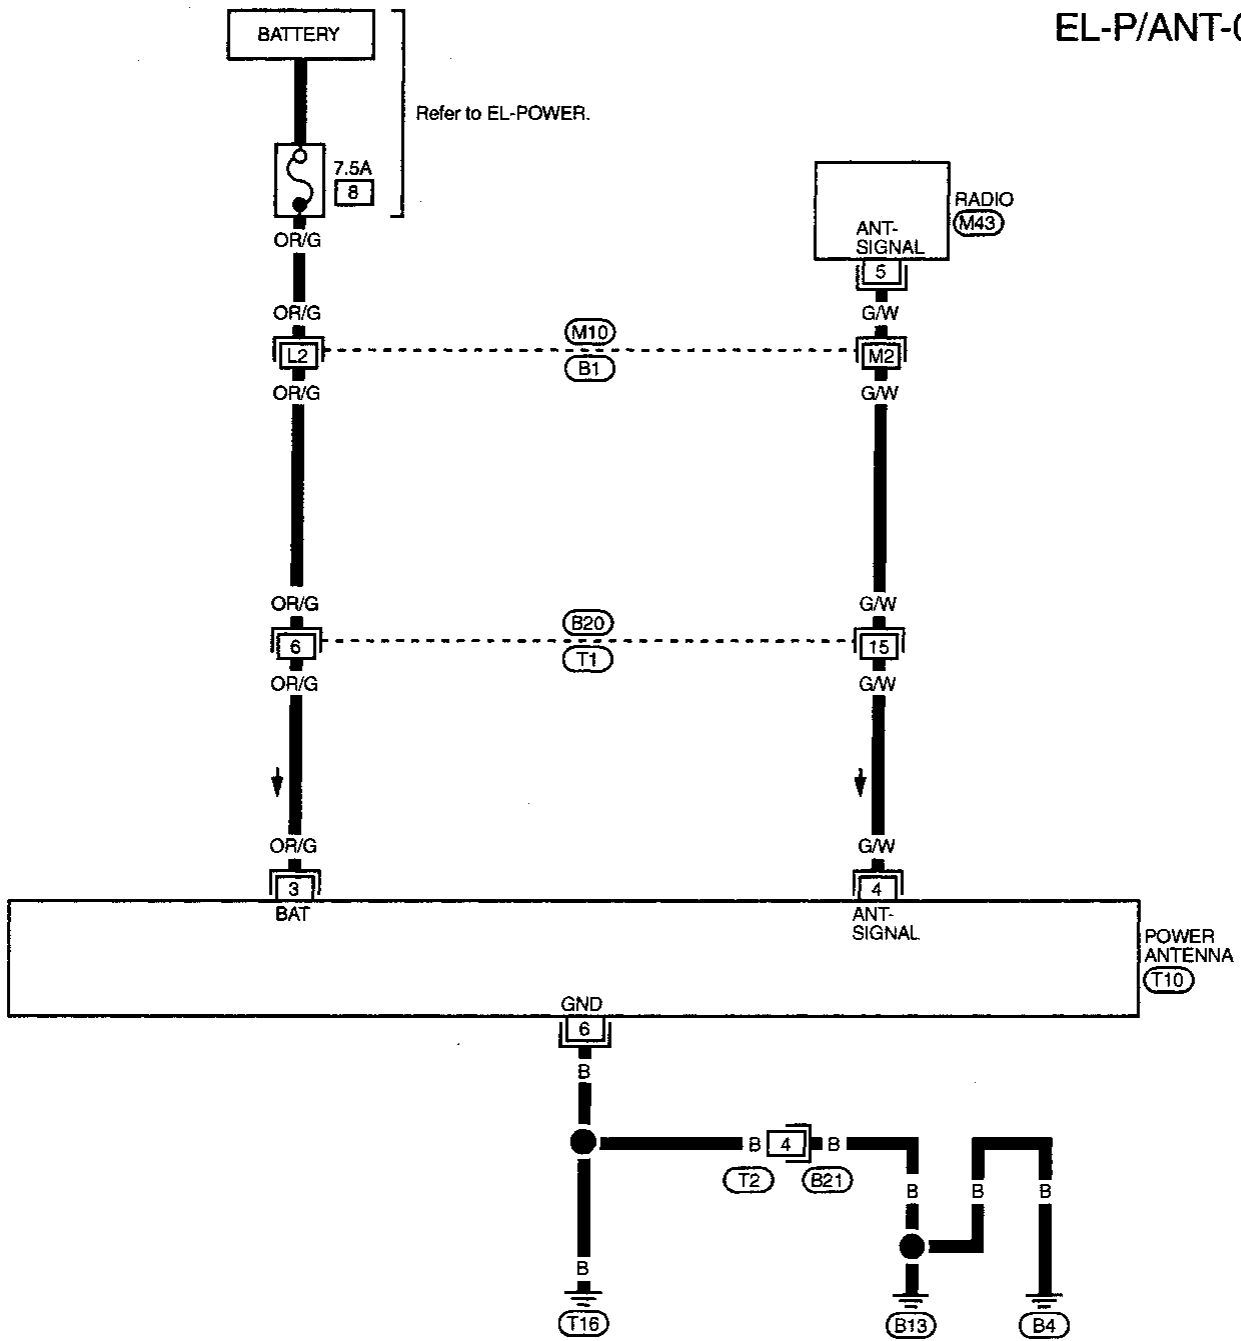 EL-P/ANT-0
BATTERY
Refer to EL-POWER.
7.5A
8
RADIO
M43
ANT-
SIGNAL
5
OR/G
OR/G
G/W
L2
M10
B1
M2
OR/G
G/W
OR/G
G/W
6
B20
T1
15
OR/G
G/W
OR/G
G/W
3
4
BAT
ANT-
SIGNAL
POWER
ANTENNA
T10
GND
6
B
B
4
B
T2
B21
B
B
B
B
T16
B13
B4